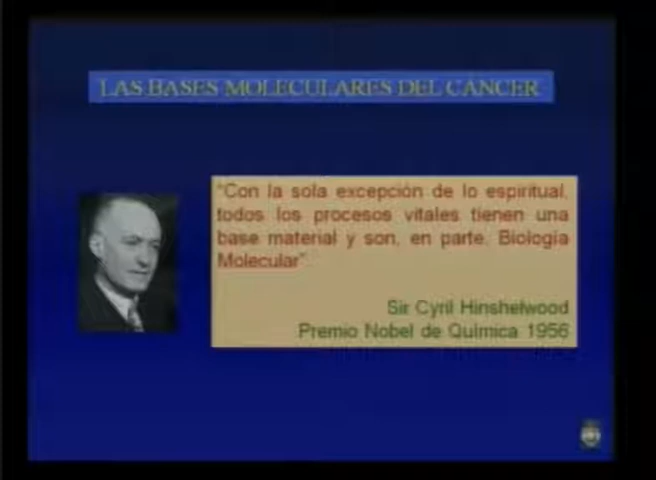 LAS BASES MOLECULARES DEL CÁNCER
"Con la sola excepción de lo espiritual,
todos los procesos vitales tienen una
base material y son, en parte, Biología
Molecular"
Sir Cyril Hinshelwood
Premio Nobel de Química 1956